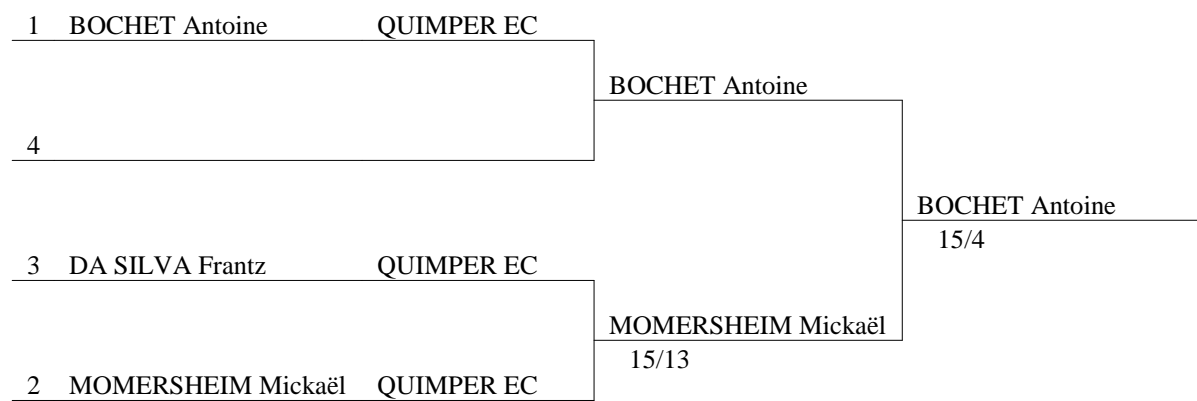 1 BOCHET Antoine QUIMPER EC
BOCHET Antoine
4
BOCHET Antoine
15/4
3 DA SILVA Frantz QUIMPER EC
MOMERSHEIM Mickaël
15/13
2 MOMERSHEIM Mickaël QUIMPER EC